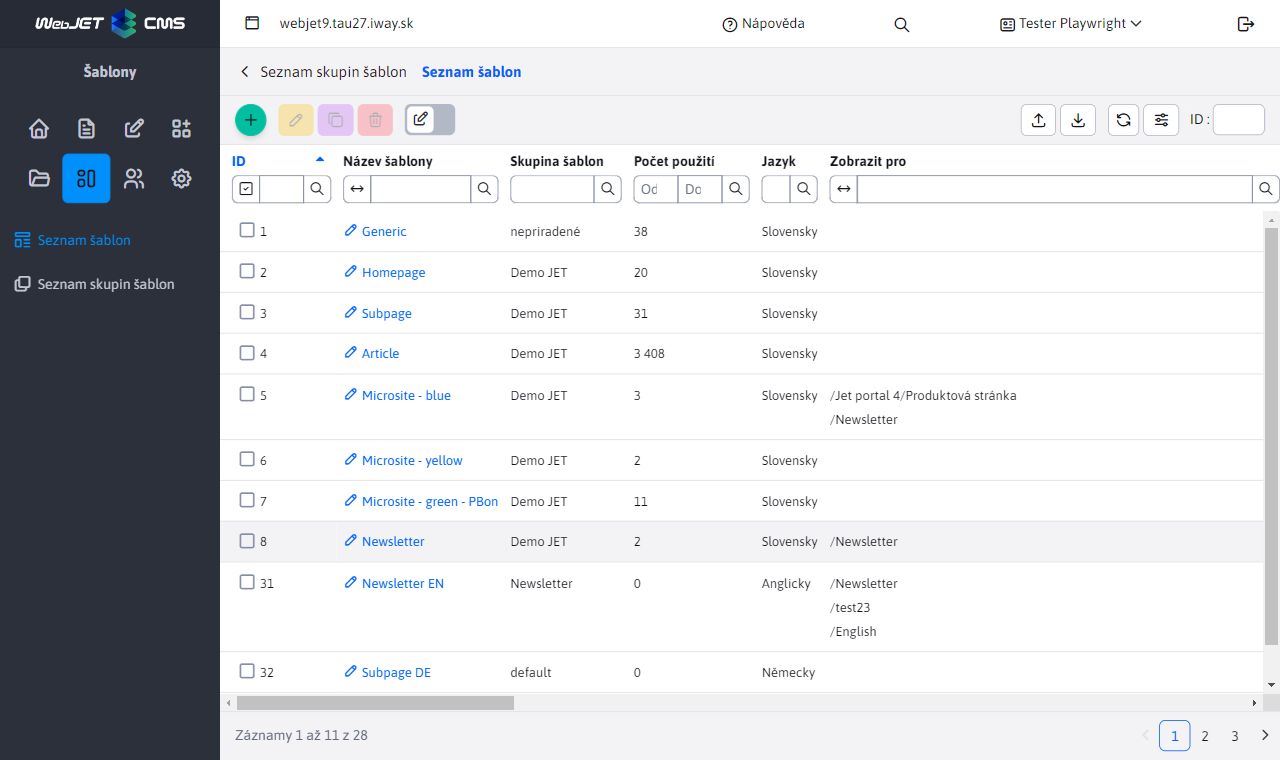 WebJET CMS
webjet9.tau27.iway.sk
Nápověda
Tester Playwright
Šablony
Seznam skupin šablon
Seznam šablon
ID :
Seznam šablon
Seznam skupin šablon
ID Název šablony Skupina šablon Počet použití Jazyk Zobrazit pro
Od Do
1 Generic nepriradené 38 Slovensky
2 Homepage Demo JET 20 Slovensky
3 Subpage Demo JET 31 Slovensky
4 Article Demo JET 3 408 Slovensky
5 Microsite - blue Demo JET 3 Slovensky /Jet portal 4/Produktová stránka
/Newsletter
6 Microsite - yellow Demo JET 2 Slovensky
7 Microsite - green - PBon Demo JET 11 Slovensky
8 Newsletter Demo JET 2 Slovensky /Newsletter
31 Newsletter EN Newsletter 0 Anglicky /Newsletter
/test23
/English
32 Subpage DE default 0 Německy
Záznamy 1 až 11 z 28
1 2 3